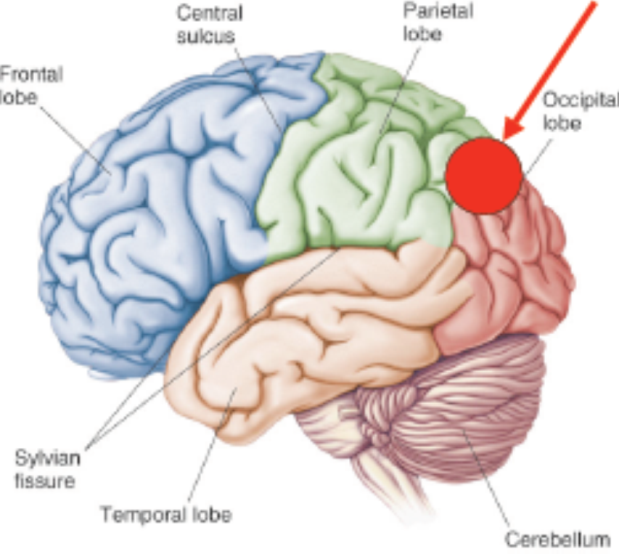 Central
sulcus
Parietal
lobe
Frontal
lobe
Occipital
lobe
Sylvian
fissure
Temporal lobe
Cerebellum